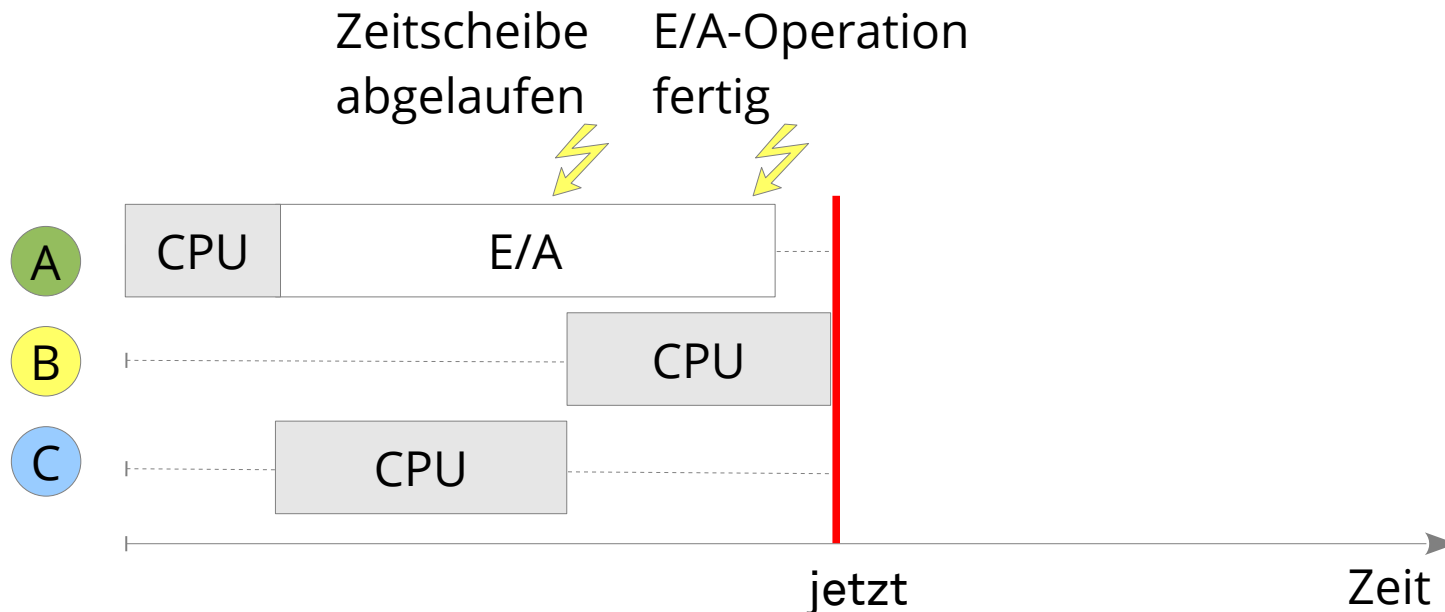 Zeitscheibe
abgelaufen
E/A-Operation
fertig
A
CPU
E/A
B
CPU
C
CPU
jetzt
Zeit